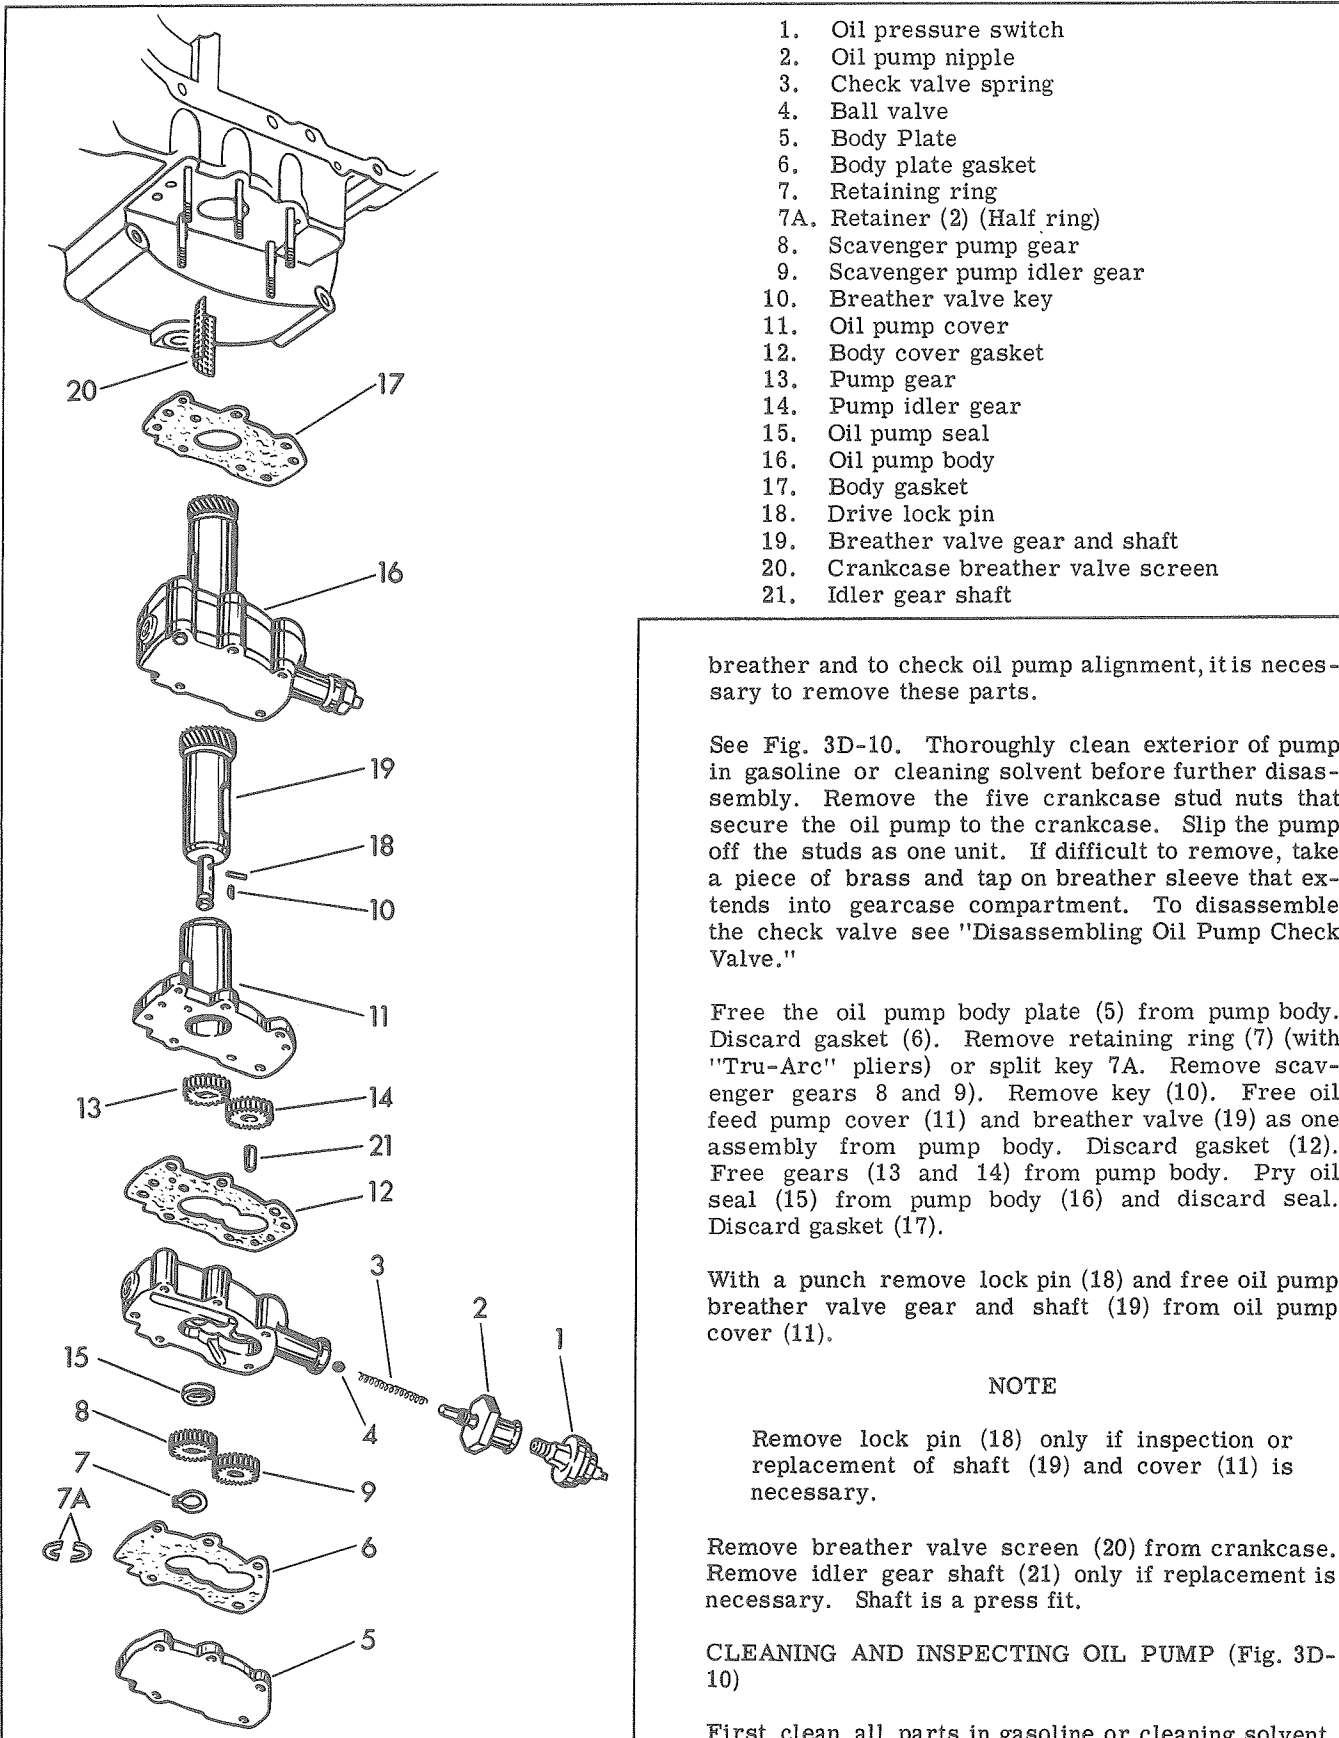 1. Oil pressure switch
2. Oil pump nipple
3. Check valve spring
4. Ball valve
5. Body Plate
6. Body plate gasket
7. Retaining ring
7A. Retainer (2) (Half ring)
8. Scavenger pump gear
9. Scavenger pump idler gear
10. Breather valve key
11. Oil pump cover
12. Body cover gasket
13. Pump gear
14. Pump idler gear
15. Oil pump seal
16. Oil pump body
17. Body gasket
18. Drive lock pin
19. Breather valve gear and shaft
20. Crankcase breather valve screen
21. Idler gear shaft
20
17
16
19
18
10
11
13
14
21
12
3
2
1
15
4
8
7
9
7A
6
5
breather and to check oil pump alignment, it is neces-
sary to remove these parts.
See Fig. 3D-10. Thoroughly clean exterior of pump
in gasoline or cleaning solvent before further disas-
sembly. Remove the five crankcase stud nuts that
secure the oil pump to the crankcase. Slip the pump
off the studs as one unit. If difficult to remove, take
a piece of brass and tap on breather sleeve that ex-
tends into gearcase compartment. To disassemble
the check valve see "Disassembling Oil Pump Check
Valve."
Free the oil pump body plate (5) from pump body.
Discard gasket (6). Remove retaining ring (7) (with
"Tru-Arc" pliers) or split key 7A. Remove scav-
enger gears 8 and 9). Remove key (10). Free oil
feed pump cover (11) and breather valve (19) as one
assembly from pump body. Discard gasket (12).
Free gears (13 and 14) from pump body. Pry oil
seal (15) from pump body (16) and discard seal.
Discard gasket (17).
With a punch remove lock pin (18) and free oil pump
breather valve gear and shaft (19) from oil pump
cover (11).
NOTE
Remove lock pin (18) only if inspection or
replacement of shaft (19) and cover (11) is
necessary.
Remove breather valve screen (20) from crankcase.
Remove idler gear shaft (21) only if replacement is
necessary. Shaft is a press fit.
CLEANING AND INSPECTING OIL PUMP (Fig. 3D-
10)
First clean all parts in gasoline or cleaning solvent